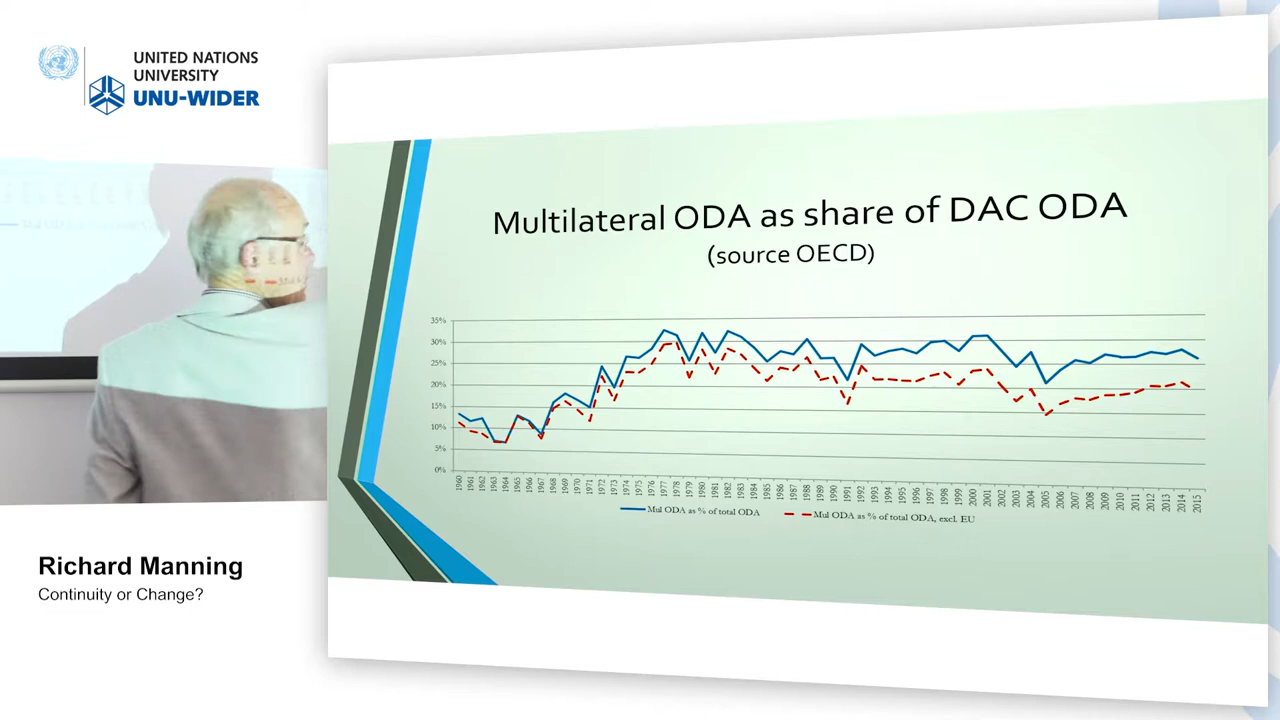 UNITED NATIONS
UNIVERSITY
UNU-WIDER
Multilateral ODA as share of DAC ODA
(source OECD)
35%
30%
25%
20%
15%
10%
5%
0%
1960 1961 1962 1963 1964 1965 1966 1967 1968 1969 1970 1971 1972 1973 1974 1975 1976 1977 1978 1979 1980 1981 1982 1983 1984 1985 1986 1987 1988 1989 1990 1991 1992 1993 1994 1995 1996 1997 1998 1999 2000 2001 2002 2003 2004 2005 2006 2007 2008 2009 2010 2011 2012 2013 2014 2015
Mul ODA as % of total ODA
Mul ODA as % of total ODA, excl. EU
Richard Manning
Continuity or Change?